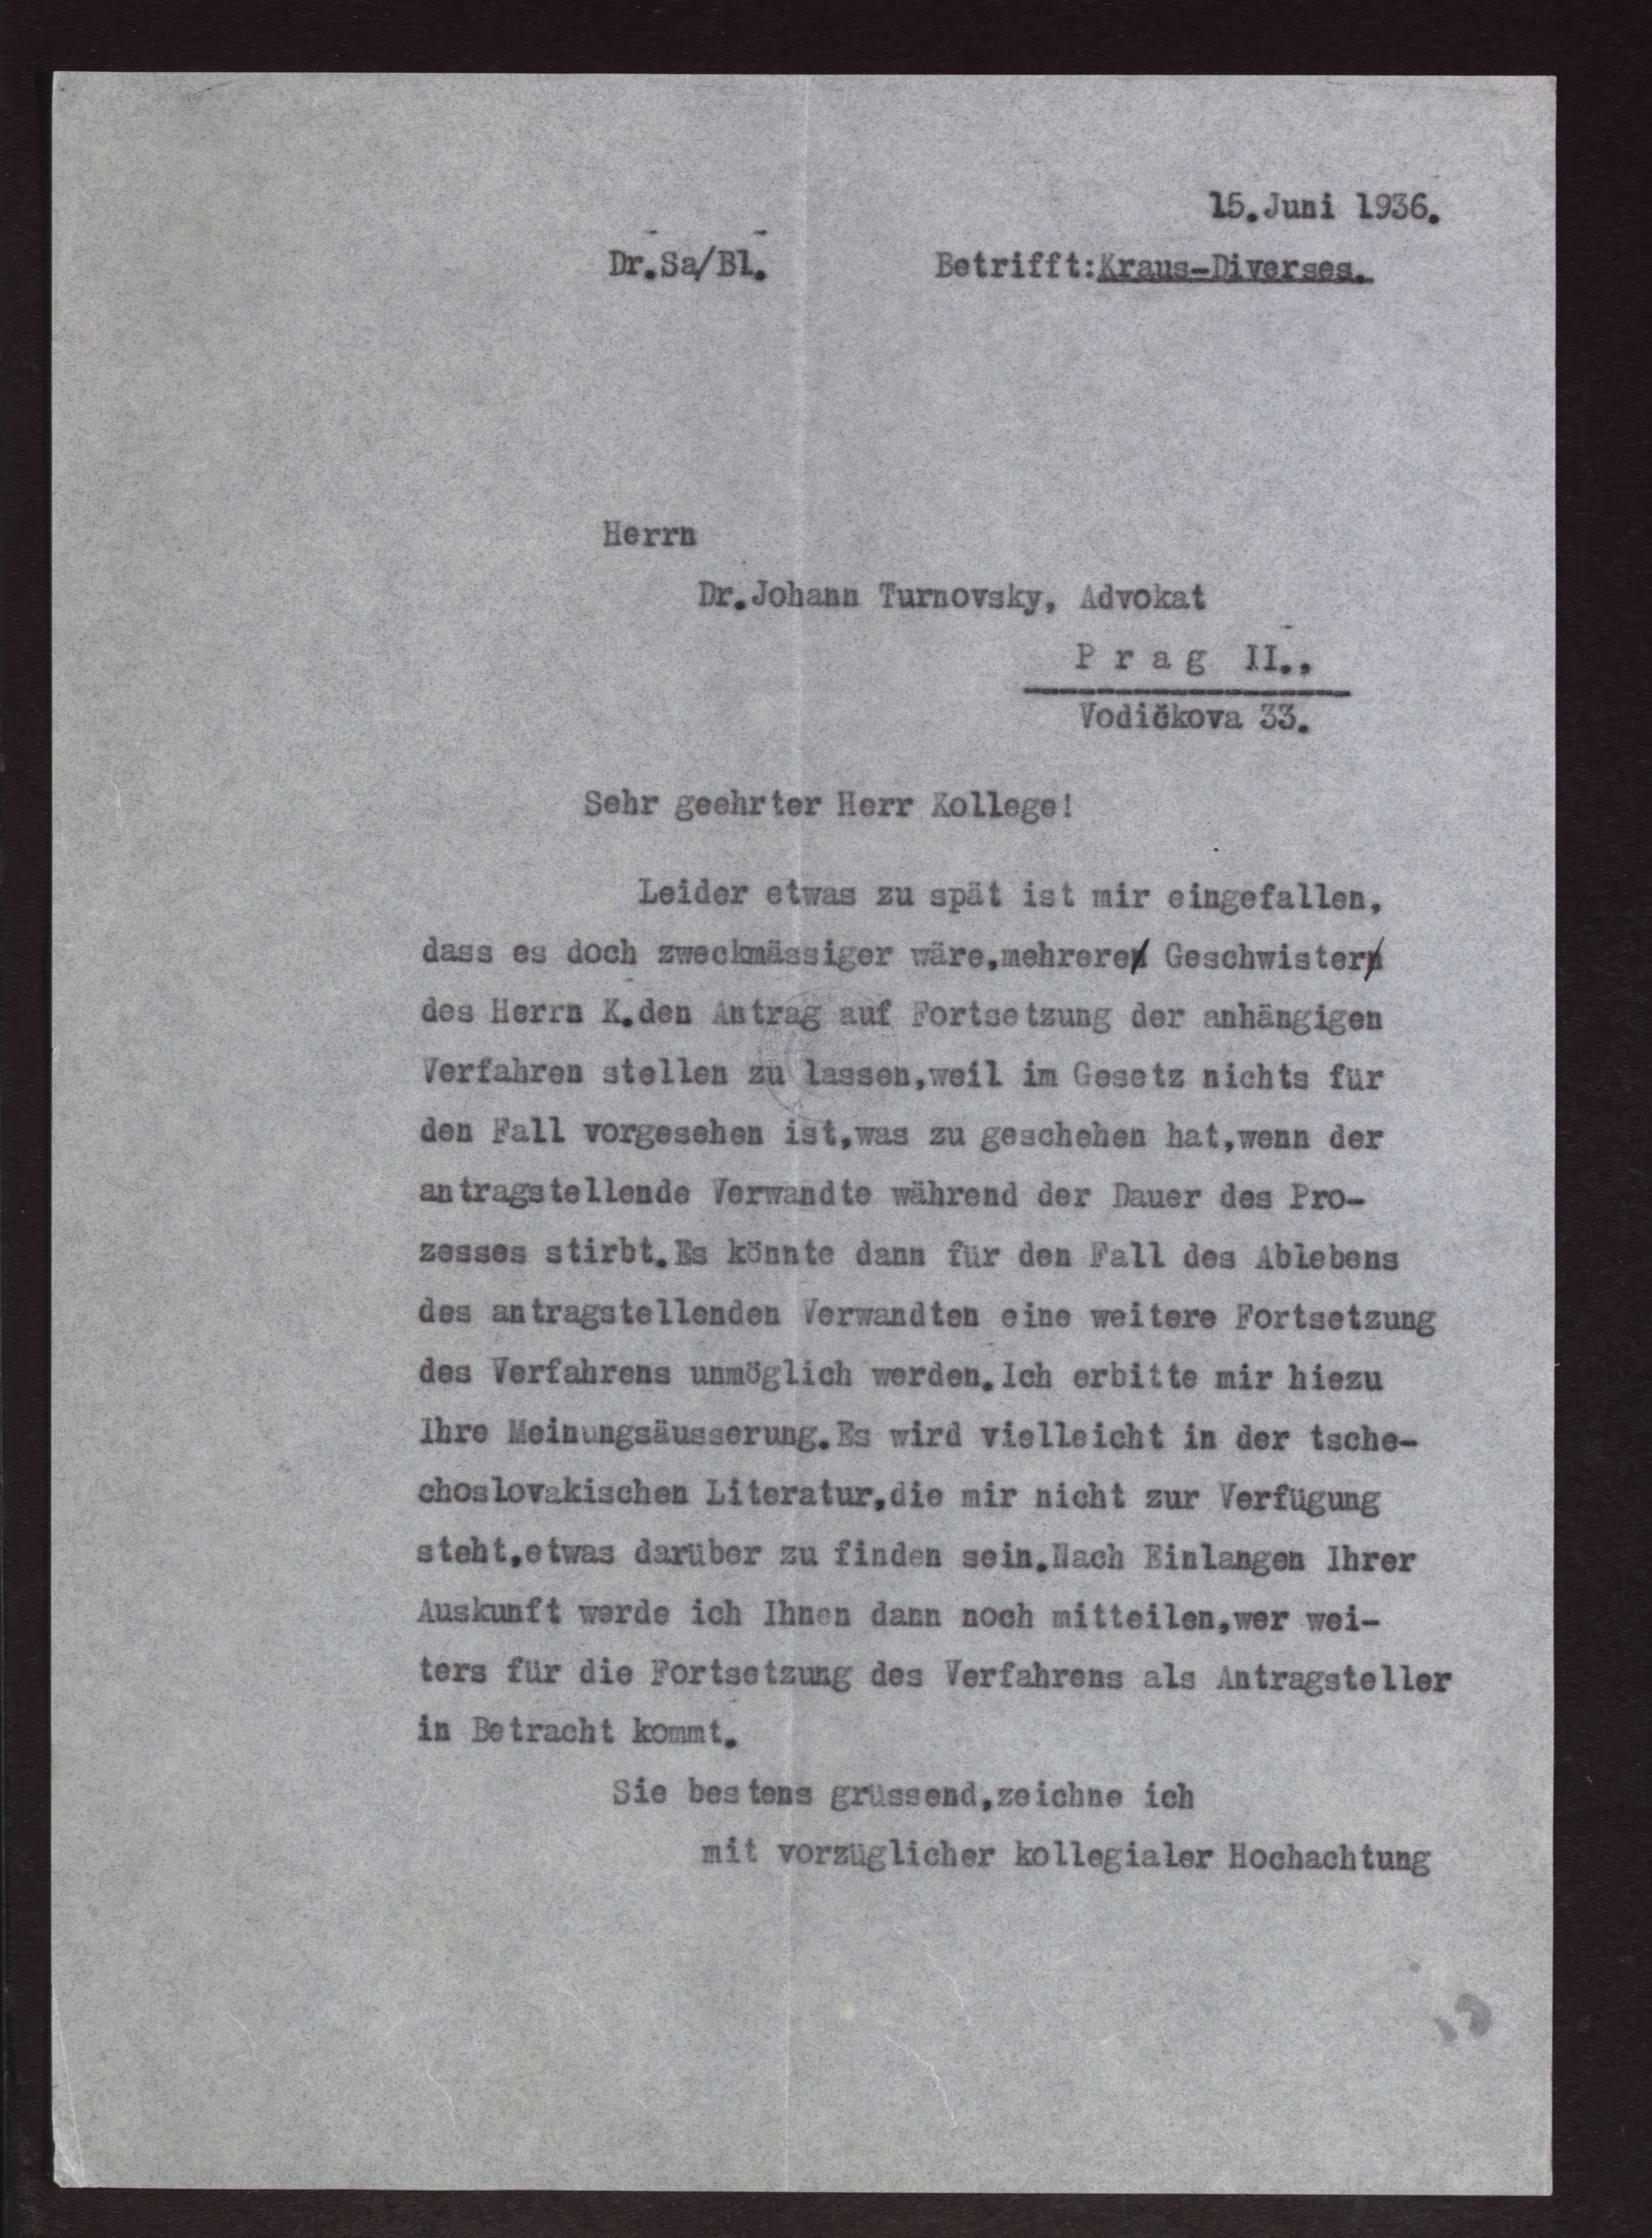 15.Juni 1936.
Dr.Sa/Bl. Betrifft:Kraus-Diverses.
Herrn
Dr.Johann Turnovsky, Advokat
P r a g II.,
Vodičkova 33.
Sehr geehrter Herr Kollege!
Leider etwas zu spät ist mir eingefallen,
dass es doch zweckmässiger wäre,mehrere Geschwister
des Herrn K.den Antrag auf Fortsetzung der anhängigen
Verfahren stellen zu lassen,weil im Gesetz nichts für
den Fall vorgesehen ist,was zu geschehen hat,wenn der
antragstellende Verwandte während der Dauer des Pro-
zesses stirbt.Es könnte dann für den Fall des Ablebens
des antragstellenden Verwandten eine weitere Fortsetzung
des Verfahrens unmöglich werden.Ich erbitte mir hiezu
Ihre Meinungsäusserung.Es wird vielleicht in der tsche-
choslovakischen Literatur,die mir nicht zur Verfügung
steht,etwas darüber zu finden sein.Nach Einlangen Ihrer
Auskunft werde ich Ihnen dann noch mitteilen,wer wei-
ters für die Fortsetzung des Verfahrens als Antragsteller
in Betracht kommt.
Sie bestens grüssend,zeichne ich
mit vorzüglicher kollegialer Hochachtung